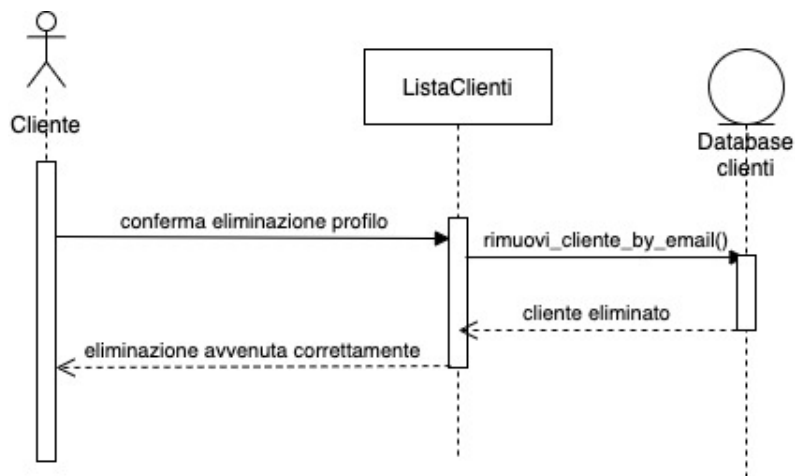 ListaClienti
Cliente
Database
clienti
conferma eliminazione profilo
rimuovi_cliente_by_email()
cliente eliminato
eliminazione avvenuta correttamente